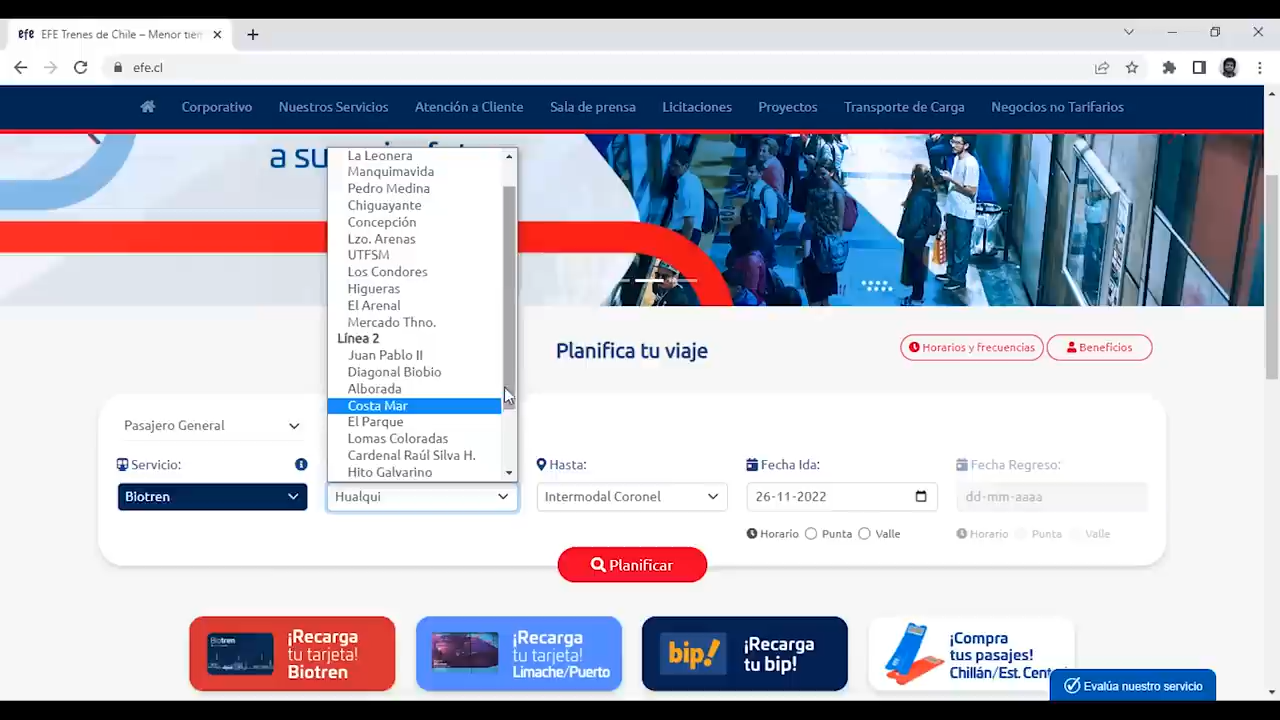 efe EFE Trenes de Chile – Menor tien
efe.cl
Corporativo Nuestros Servicios Atención a Cliente Sala de prensa Licitaciones Proyectos Transporte de Carga Negocios no Tarifarios
a su
La Leonera
Manquimavida
Pedro Medina
Chiguayante
Concepción
Lzo. Arenas
UTFSM
Los Condores
Higueras
El Arenal
Mercado Thno.
Línea 2
Juan Pablo II
Diagonal Biobio
Alborada
Costa Mar
El Parque
Lomas Coloradas
Cardenal Raúl Silva H.
Hito Galvarino
Planifica tu viaje
Horarios y frecuencias
Beneficios
Pasajero General
Servicio:
Hasta:
Fecha Ida:
Fecha Regreso:
Biotren
Hualqui
Intermodal Coronel
26-11-2022
dd-mm-aaaa
Horario Punta Valle
Horario Punta Valle
Planificar
Biotren
¡Recarga
tu tarjeta!
Biotren
¡Recarga
tu tarjeta!
Limache/Puerto
bip!
¡Recarga
tu bip!
¡Compra
tus pasajes!
Chillán/Est. Cent
Evalúa nuestro servicio